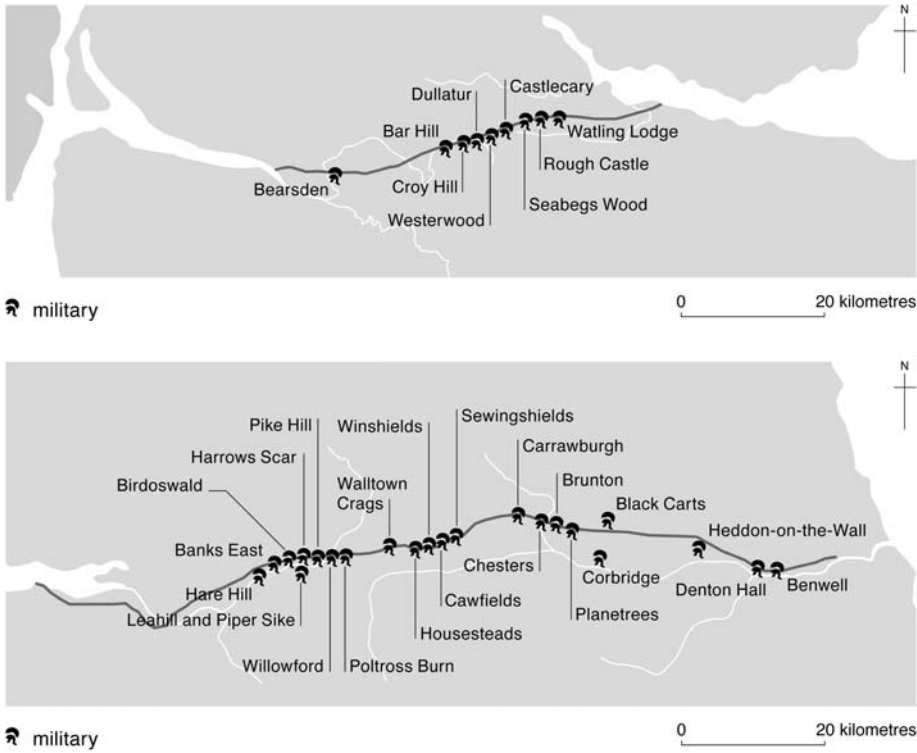 N
Castlecary
Dullatur
Bar Hill
Watling Lodge
Rough Castle
Bearsden
Croy Hill
Seabegs Wood
Westerwood
military
0 20 kilometres
N
Sewingshields
Pike Hill
Winshields
Carrawburgh
Harrows Scar
Brunton
Birdoswald
Walltown
Crags
Black Carts
Heddon-on-the-Wall
Banks East
Chesters
Corbridge
Denton Hall
Benwell
Hare Hill
Cawfields
Leahill and Piper Sike
Planetrees
Housesteads
Willowford
Poltross Burn
military
0 20 kilometres